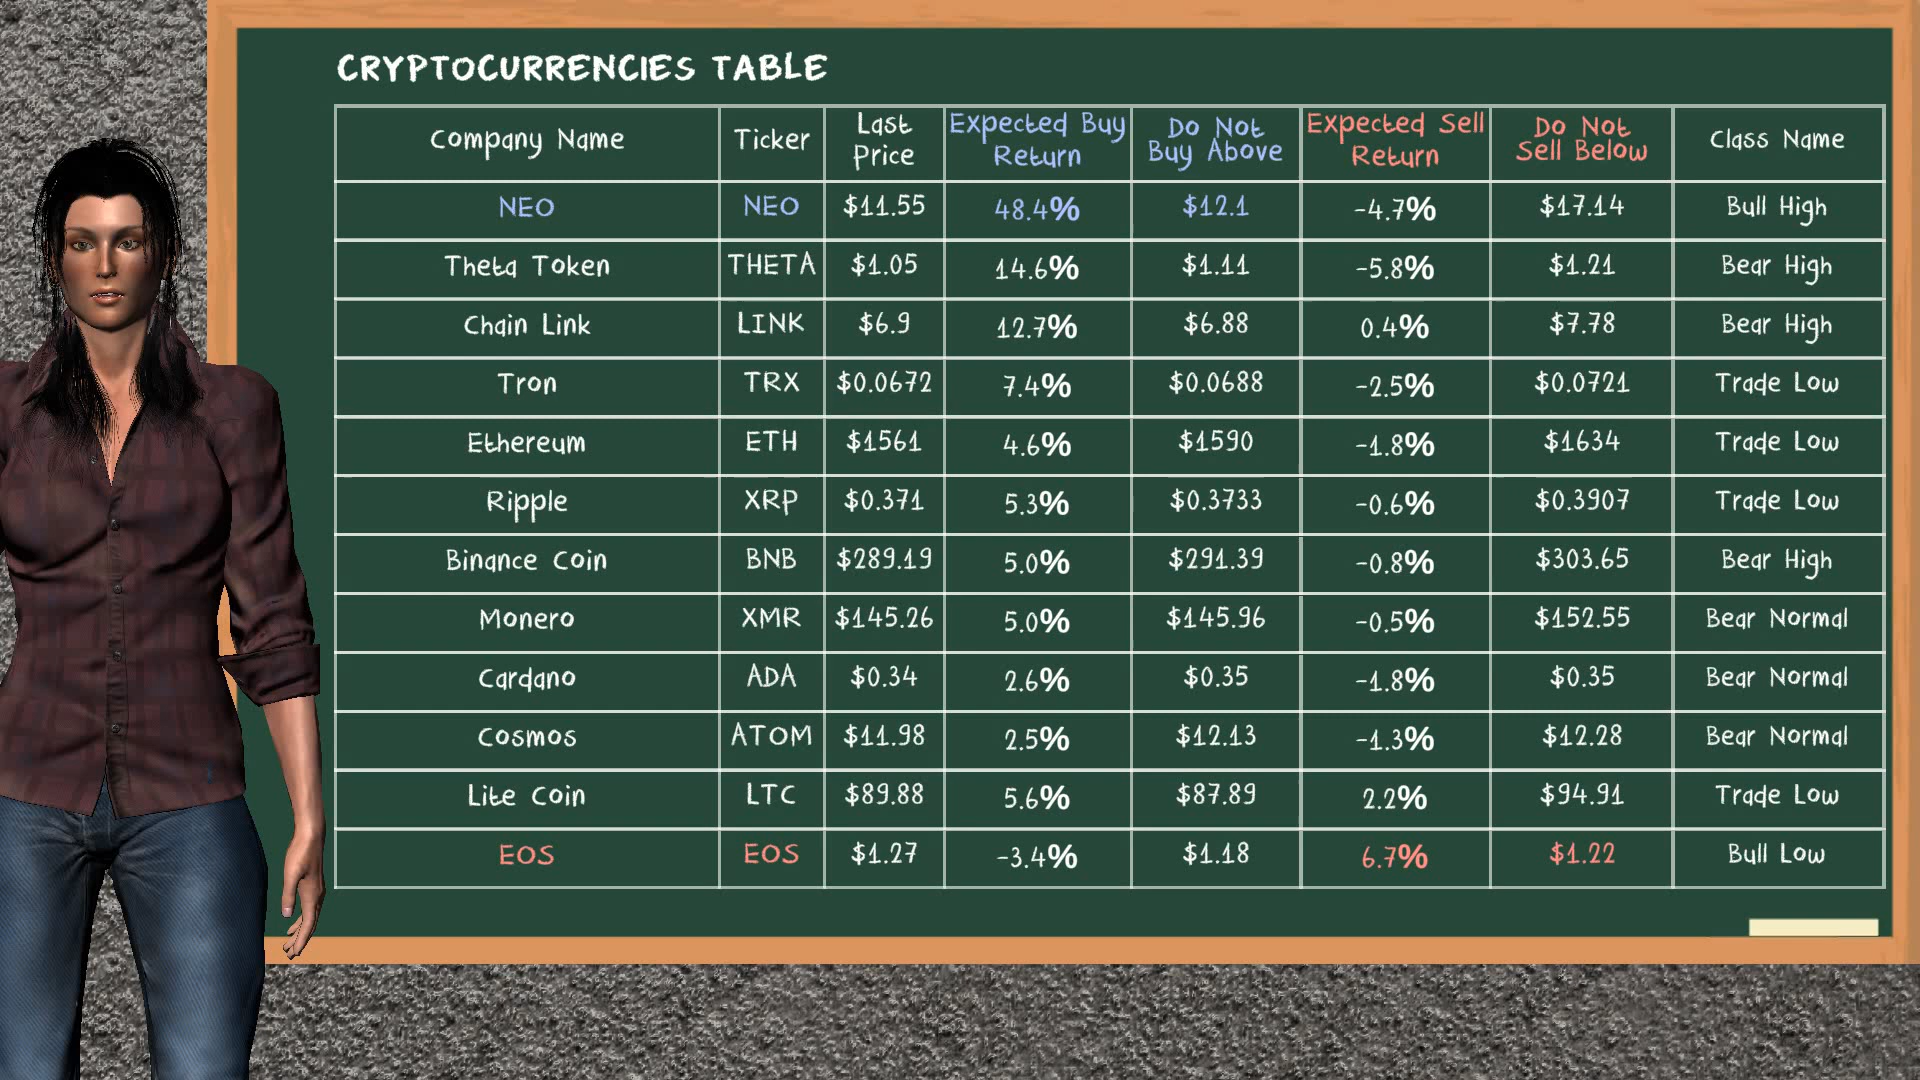 CRYPTOCURRENCIES TABLE
Company Name Ticker Last Price Expected Buy Return Do Not Buy Above Expected Sell Return Do Not Sell Below Class Name
NEO NEO $11.55 48.4% $12.1 -4.7% $17.14 Bull High
Theta Token THETA $1.05 14.6% $1.11 -5.8% $1.21 Bear High
Chain Link LINK $6.9 12.7% $6.88 0.4% $7.78 Bear High
Tron TRX $0.0672 7.4% $0.0688 -2.5% $0.0721 Trade Low
Ethereum ETH $1561 4.6% $1590 -1.8% $1634 Trade Low
Ripple XRP $0.371 5.3% $0.3733 -0.6% $0.3907 Trade Low
Binance Coin BNB $289.19 5.0% $291.39 -0.8% $303.65 Bear High
Monero XMR $145.26 5.0% $145.96 -0.5% $152.55 Bear Normal
Cardano ADA $0.34 2.6% $0.35 -1.8% $0.35 Bear Normal
Cosmos ATOM $11.98 2.5% $12.13 -1.3% $12.28 Bear Normal
Lite Coin LTC $89.88 5.6% $87.89 2.2% $94.91 Trade Low
EOS EOS $1.27 -3.4% $1.18 6.7% $1.22 Bull Low